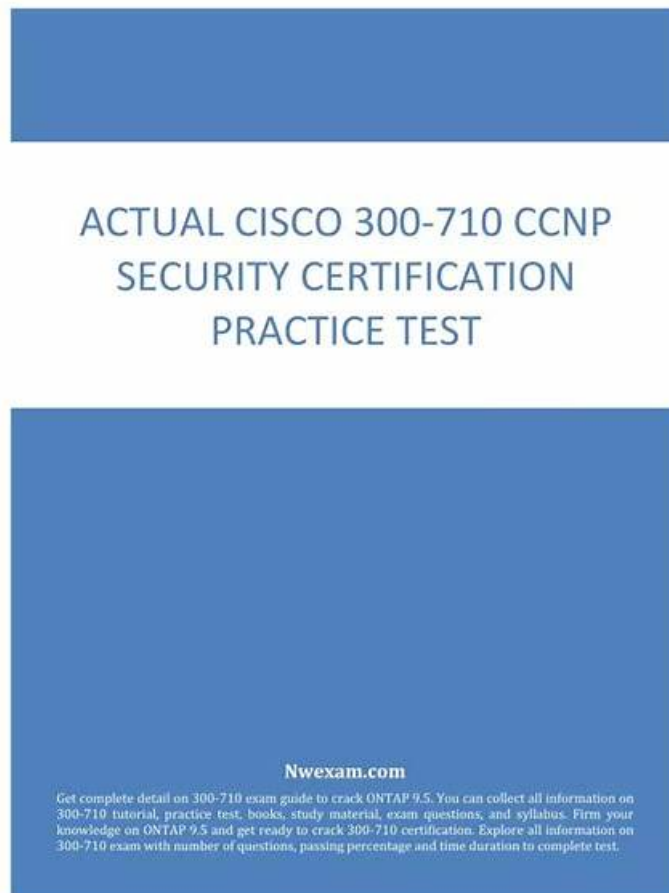 ACTUAL CISCO 300-710 CCNP
SECURITY CERTIFICATION
PRACTICE TEST
Nwexam.com
Get complete detail on 300-710 exam guide to crack ONTAP 9.5. You can collect all information on
300-710 tutorial, practice test, books, study material, exam questions, and syllabus. Firm your
knowledge on ONTAP 9.5 and get ready to crack 300-710 certification. Explore all information on
300-710 exam with number of questions, passing percentage and time duration to complete test.